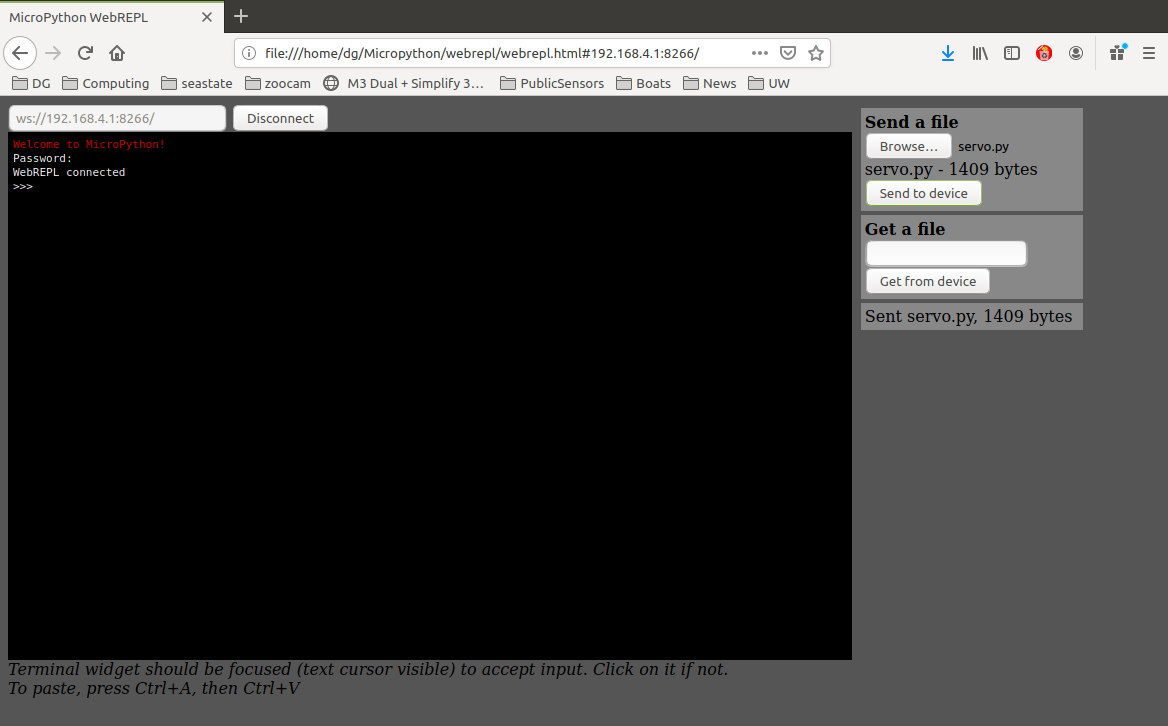 MicroPython WebREPL
file:///home/dg/Micropython/webrepl/webrepl.html#192.168.4.1:8266/
DG Computing seastate zoocam M3 Dual + Simplify 3… PublicSensors Boats News UW
ws://192.168.4.1:8266/ Disconnect
Welcome to MicroPython!
Password:
WebREPL connected
>>>
Send a file
Browse… servo.py
servo.py - 1409 bytes
Send to device
Get a file
Get from device
Sent servo.py, 1409 bytes
Terminal widget should be focused (text cursor visible) to accept input. Click on it if not.
To paste, press Ctrl+A, then Ctrl+V